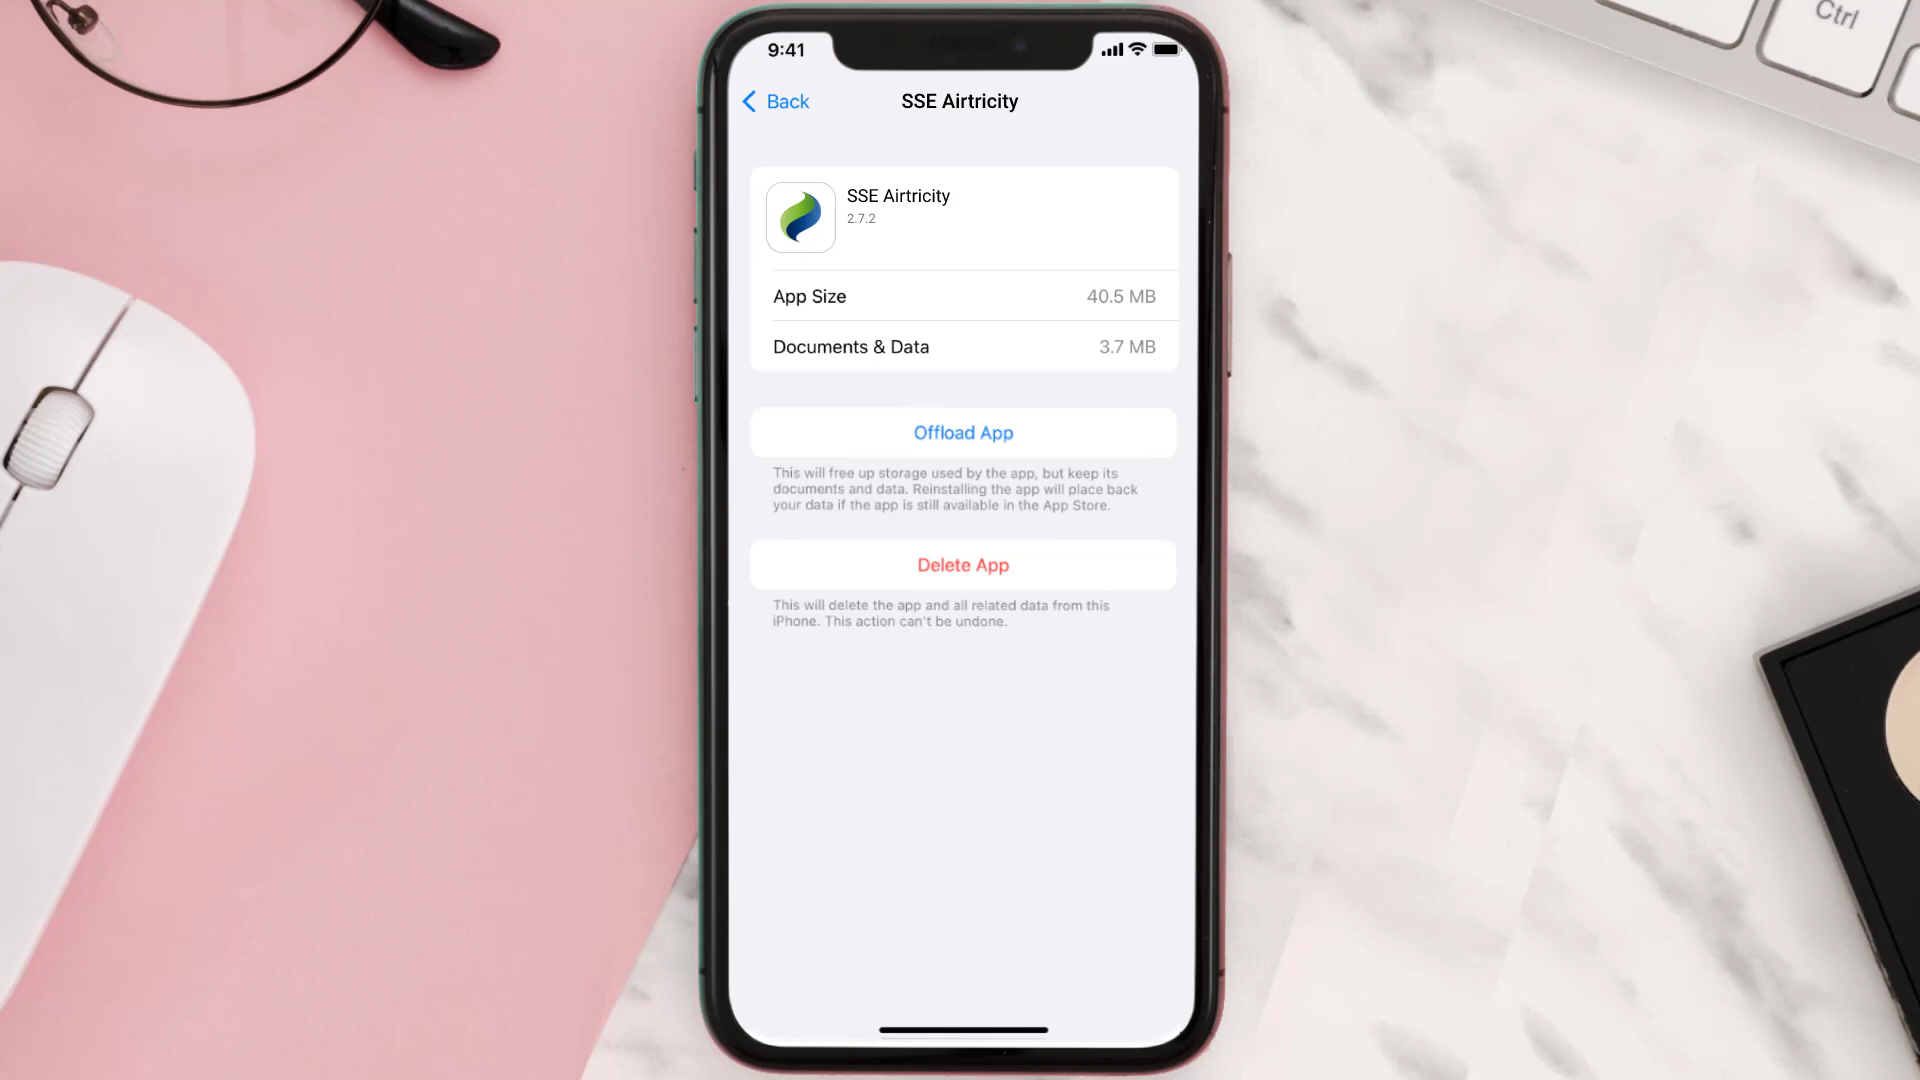 Ctrl
9:41
Back
SSE Airtricity
SSE Airtricity
2.7.2
App Size
40.5 MB
Documents & Data
3.7 MB
Offload App
This will free up storage used by the app, but keep its
documents and data. Reinstalling the app will place back
your data if the app is still available in the App Store.
Delete App
This will delete the app and all related data from this
iPhone. This action can't be undone.